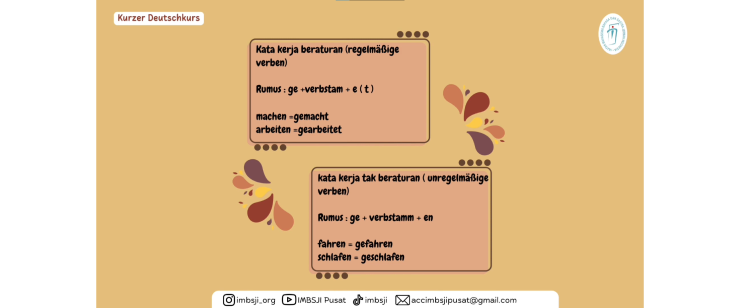 Kurzer Deutschkurs
Kata kerja beraturan (regelmäßige
verben)
Rumus : ge +verbstam + e ( t )
machen =gemacht
arbeiten =gearbeitet
kata kerja tak beraturan ( unregelmäßige
verben)
Rumus : ge + verbstamm + en
fahren = gefahren
schlafen = geschlafen
imbsji_org IMBSJI Pusat imbsji accimbsjipusat@gmail.com